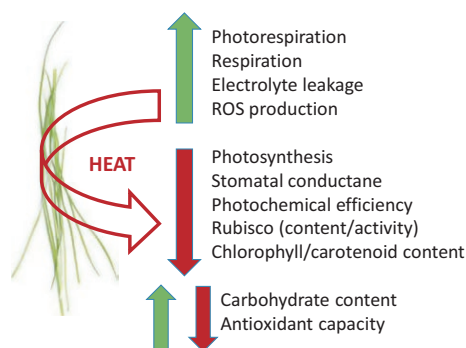 Photorespiration
Respiration
Electrolyte leakage
ROS production
HEAT
Photosynthesis
Stomatal conductane
Photochemical efficiency
Rubisco (content/activity)
Chlorophyll/carotenoid content
Carbohydrate content
Antioxidant capacity